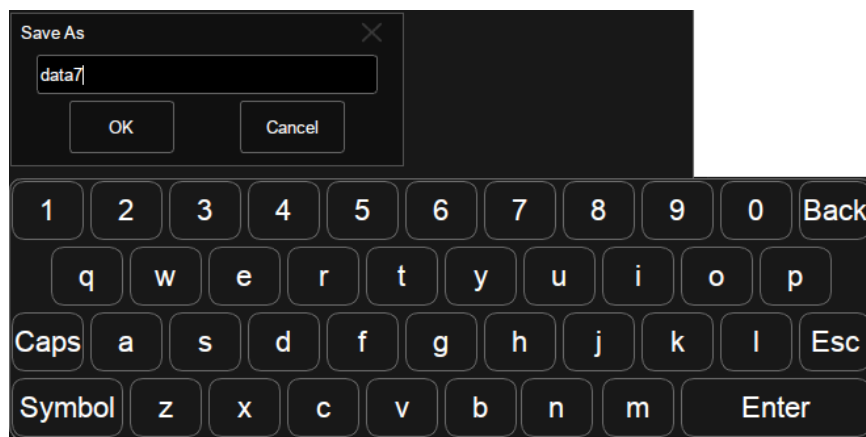 Save As
data7
OK Cancel
1 2 3 4 5 6 7 8 9 0 Back
q w e r t y u i o p
Caps a s d f g h j k l Esc
Symbol z x c v b n m Enter